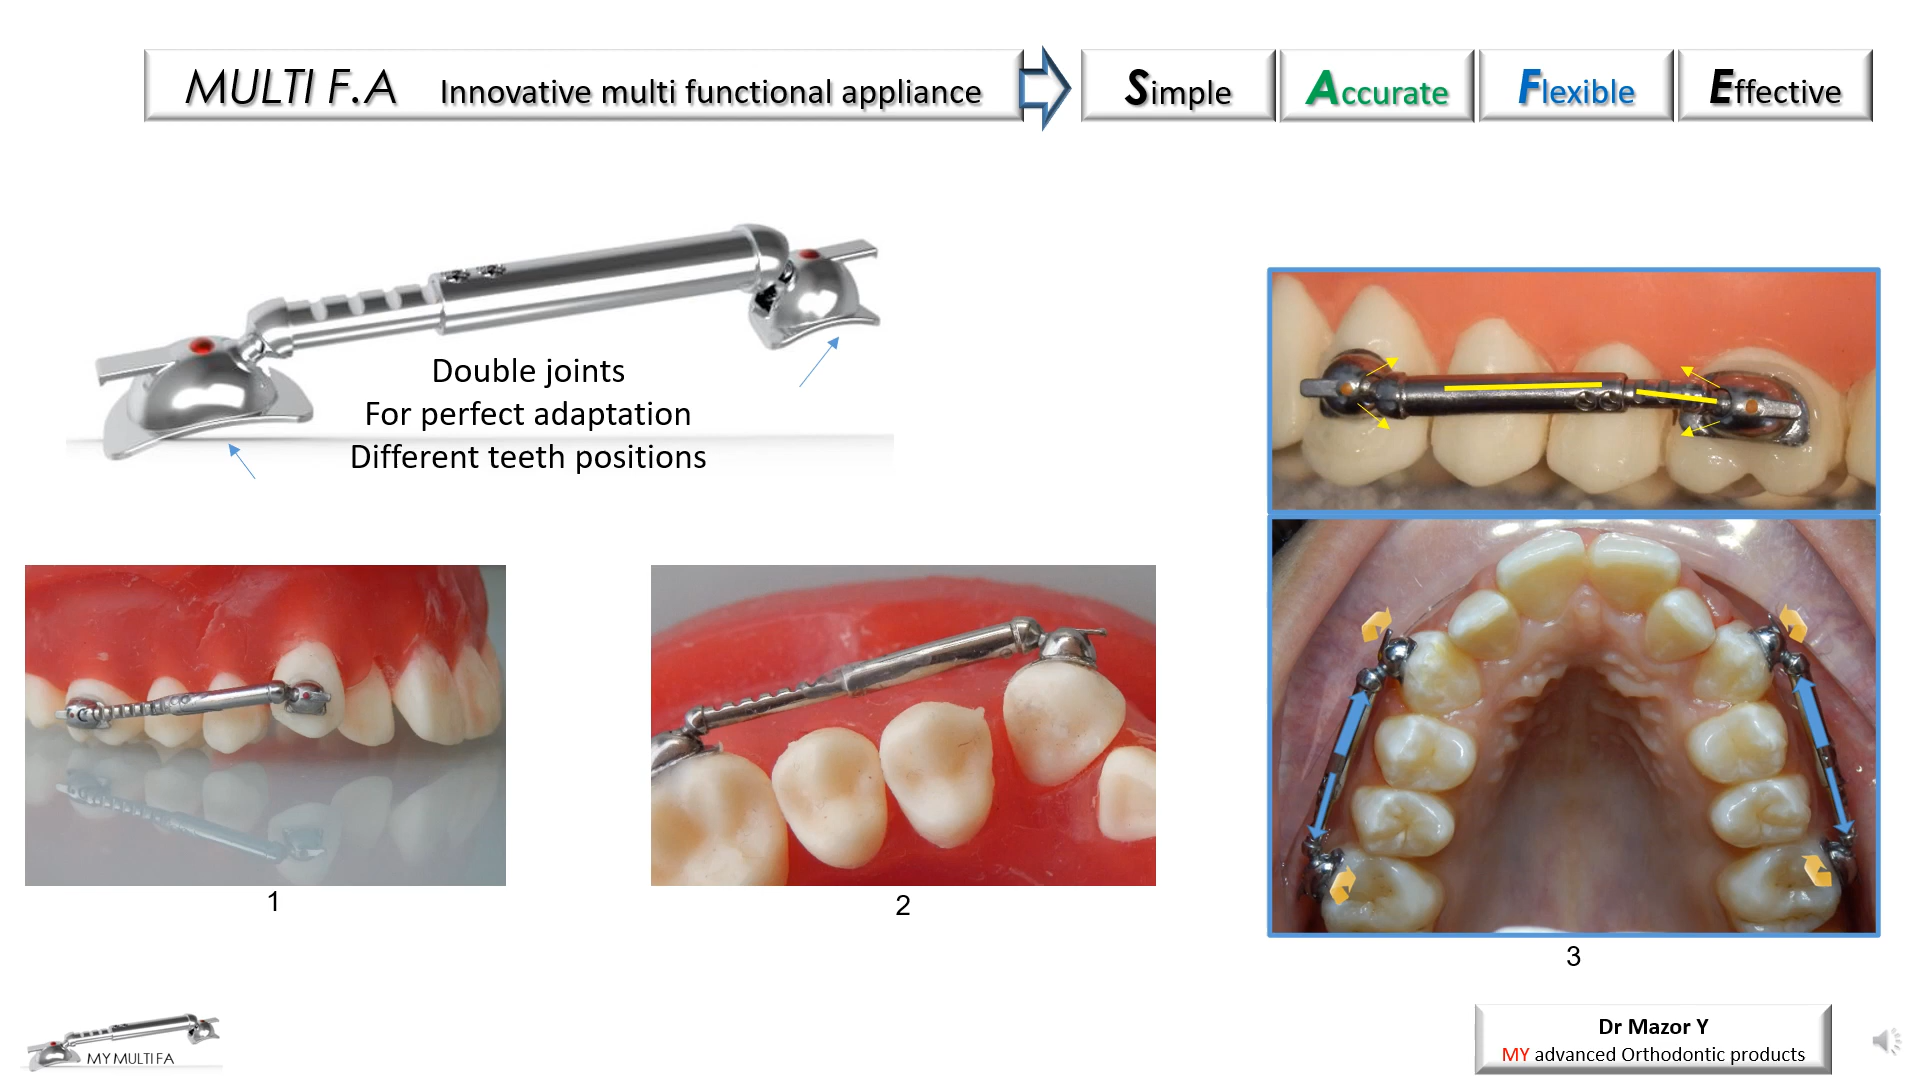 MULTI F.A Innovative multi functional appliance
Simple
Accurate
Flexible
Effective
Double joints
For perfect adaptation
Different teeth positions
1
2
3
MY MULTI FA
Dr Mazor Y
MY advanced Orthodontic products